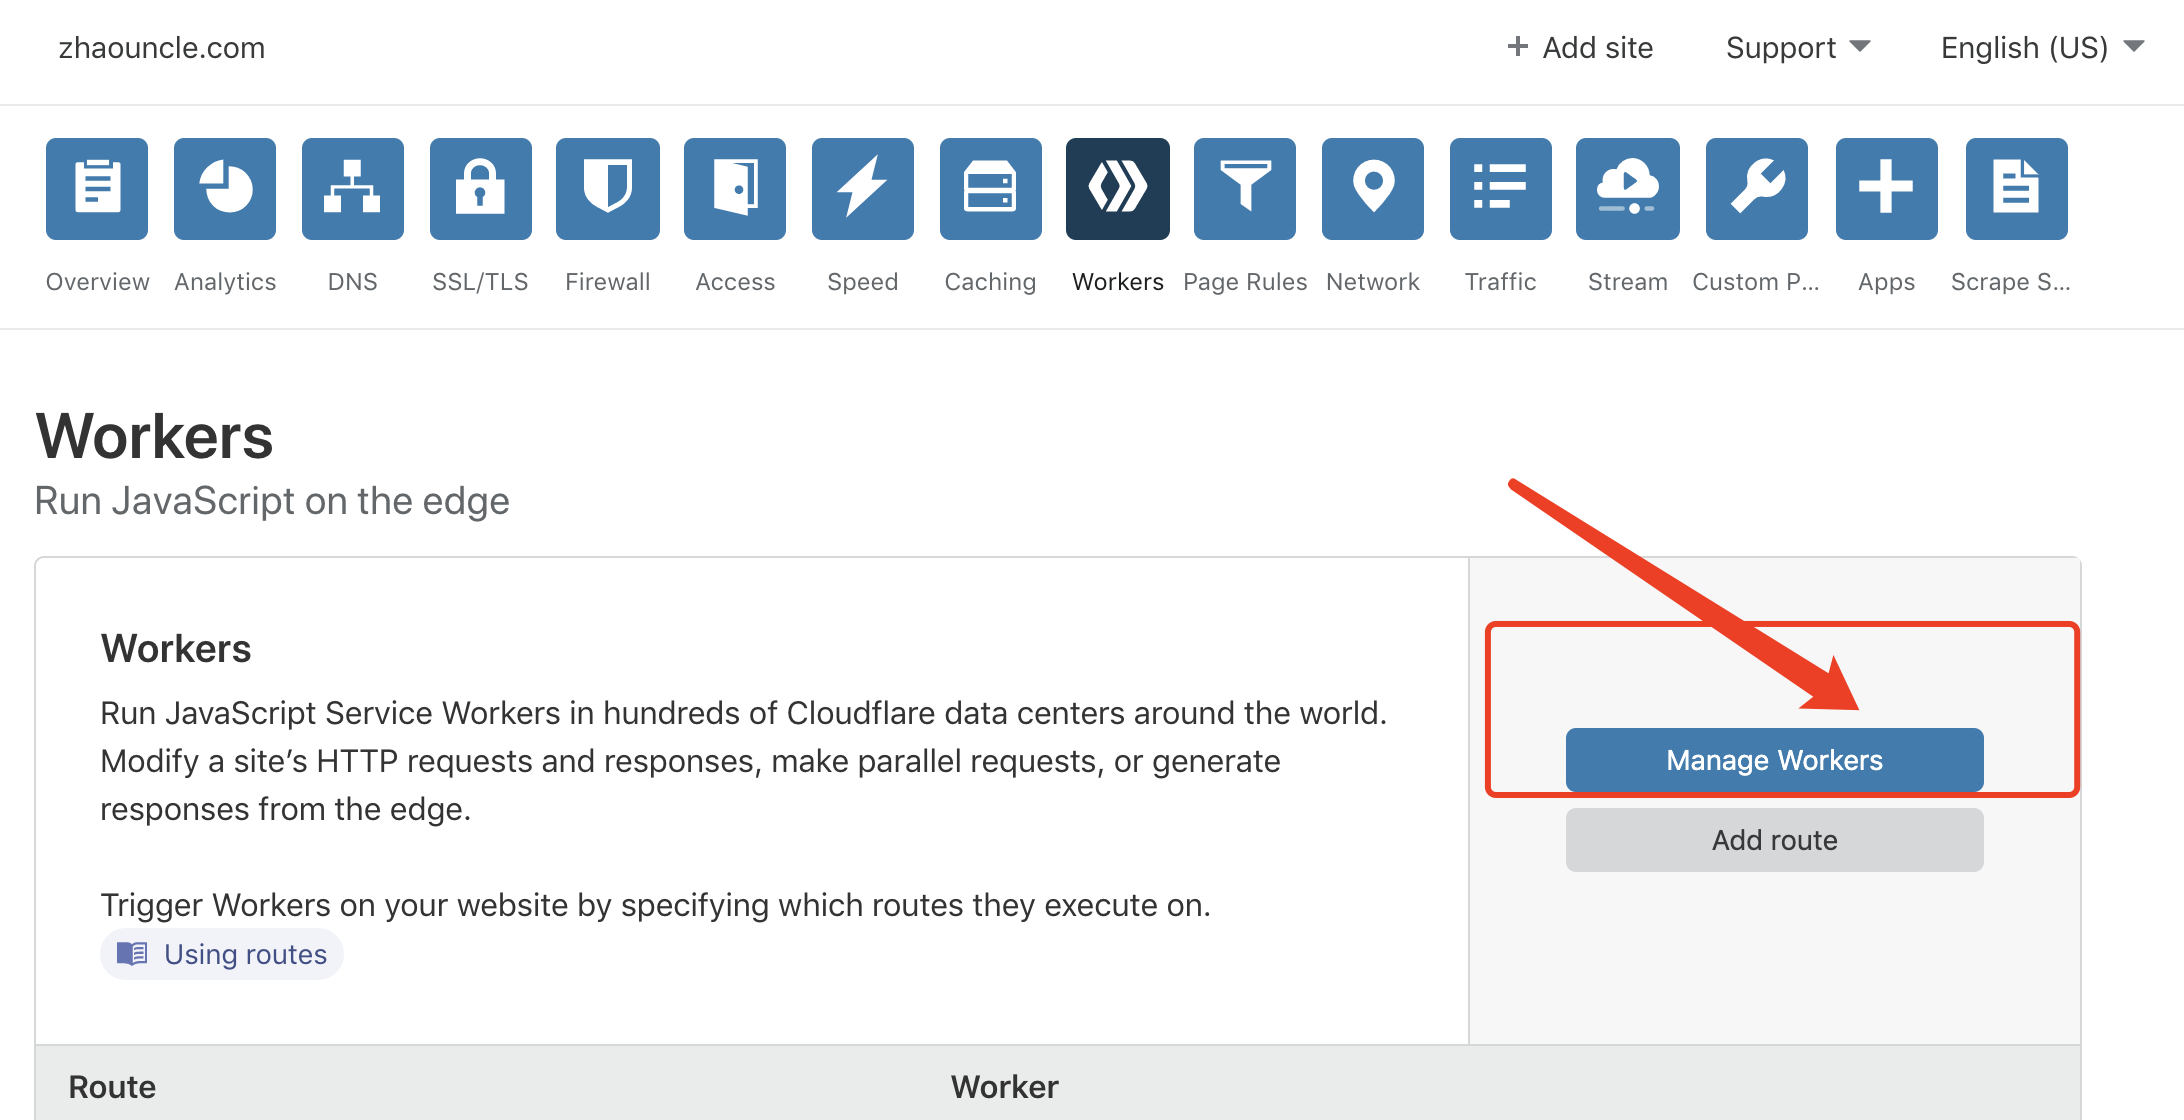 zhaouncle.com
+ Add site
Support
English (US)
Overview
Analytics
DNS
SSL/TLS
Firewall
Access
Speed
Caching
Workers
Page Rules
Network
Traffic
Stream
Custom P...
Apps
Scrape S...
Workers
Run JavaScript on the edge
Workers
Run JavaScript Service Workers in hundreds of Cloudflare data centers around the world.
Modify a site’s HTTP requests and responses, make parallel requests, or generate
responses from the edge.
Trigger Workers on your website by specifying which routes they execute on.
Using routes
Manage Workers
Add route
Route
Worker